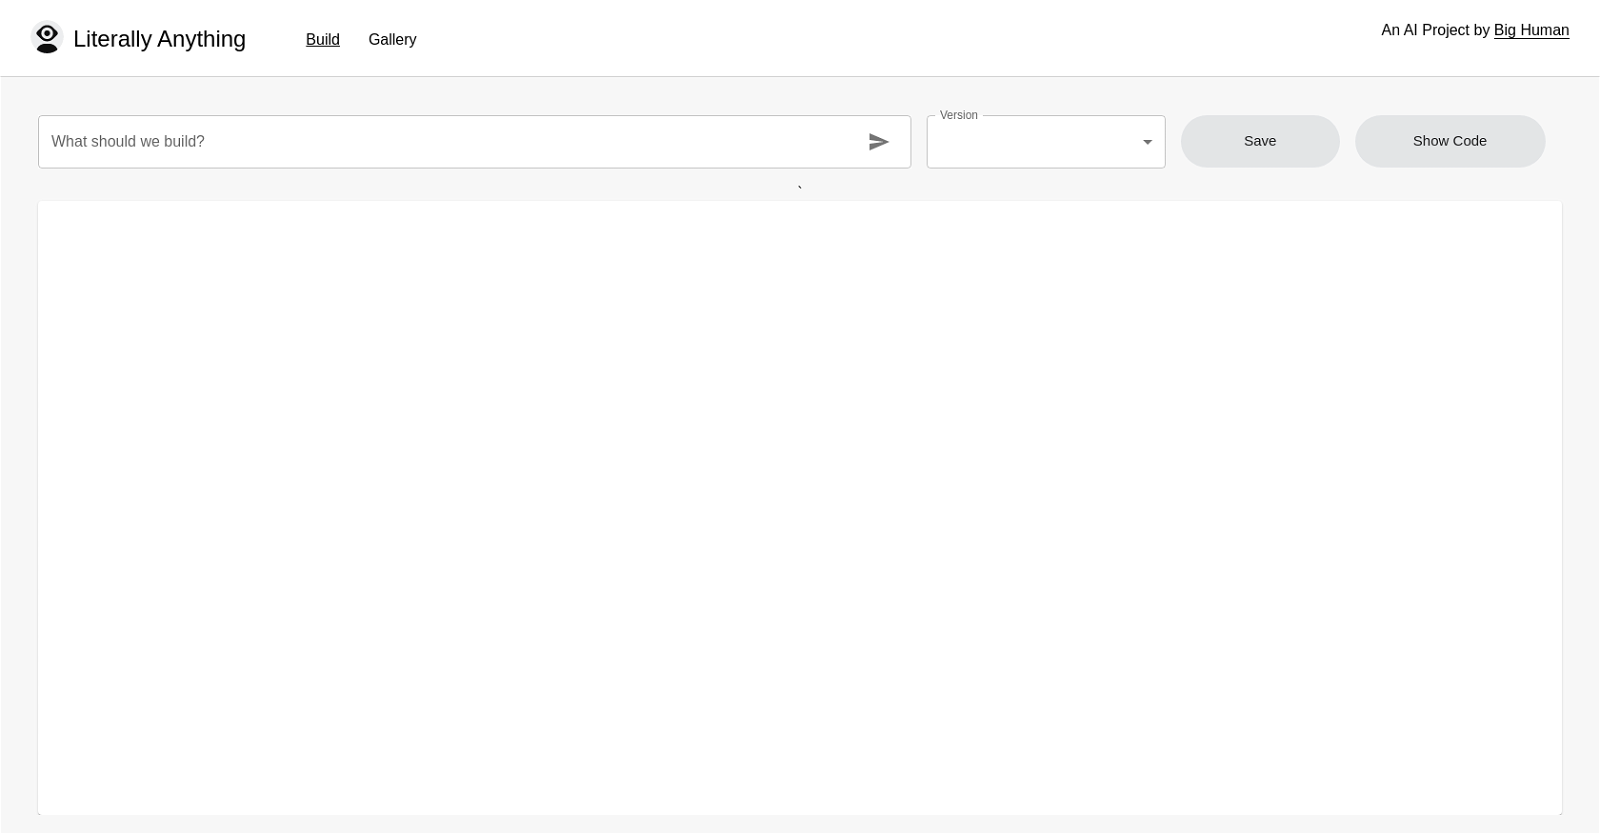 Literally Anything
Build
Gallery
An AI Project by Big Human
What should we build?
Version
Save
Show Code
`